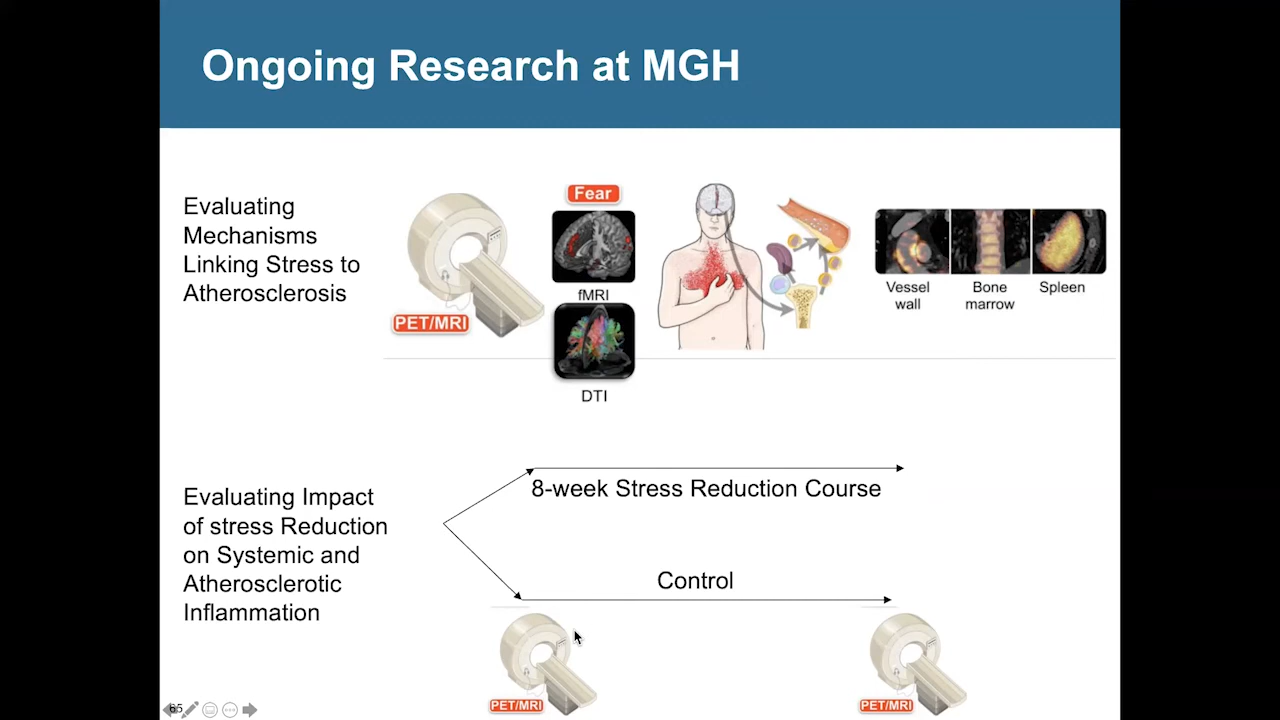 Ongoing Research at MGH
Evaluating
Mechanisms
Linking Stress to
Atherosclerosis
PET/MRI
Fear
fMRI
DTI
Vessel
wall
Bone
marrow
Spleen
Evaluating Impact
of stress Reduction
on Systemic and
Atherosclerotic
Inflammation
8-week Stress Reduction Course
Control
PET/MRI
PET/MRI
65